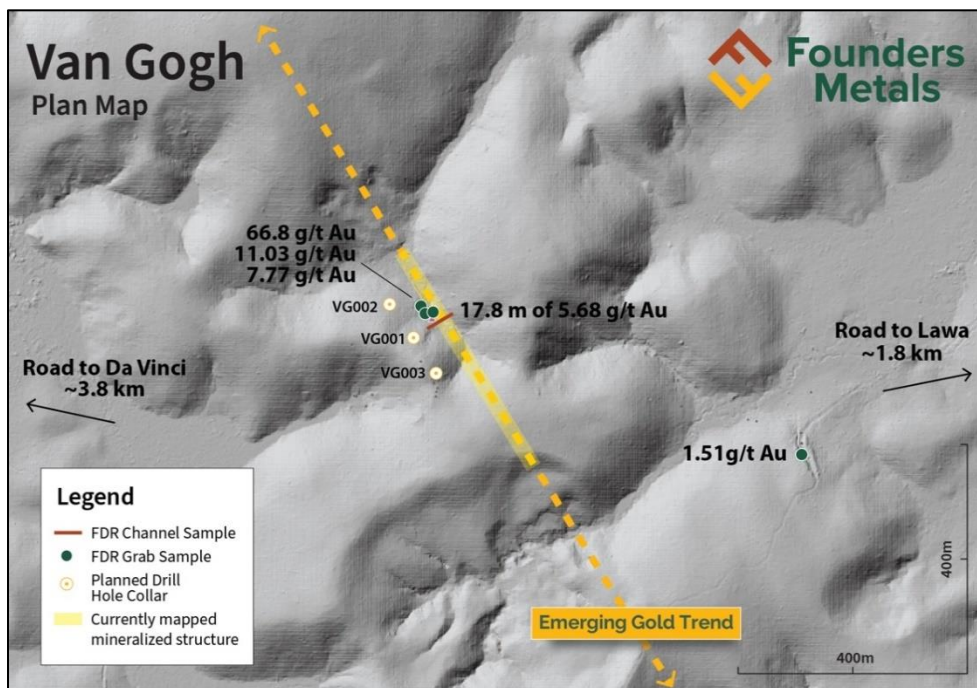 Van Gogh
Plan Map
Founders
Metals
66.8 g/t Au
11.03 g/t Au
7.77 g/t Au
VG002
17.8 m of 5.68 g/t Au
VG001
VG003
Road to Da Vinci
~3.8 km
Road to Lawa
~1.8 km
1.51g/t Au
Legend
FDR Channel Sample
FDR Grab Sample
Planned Drill
Hole Collar
Currently mapped
mineralized structure
Emerging Gold Trend
400m
400m